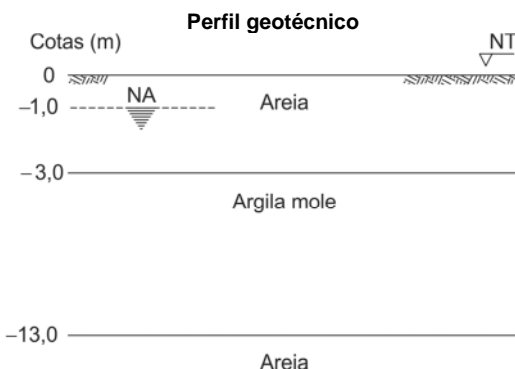 Perfil geotécnico
Cotas (m)
NT
0
NA
–1,0
Areia
–3,0
Argila mole
–13,0
Areia